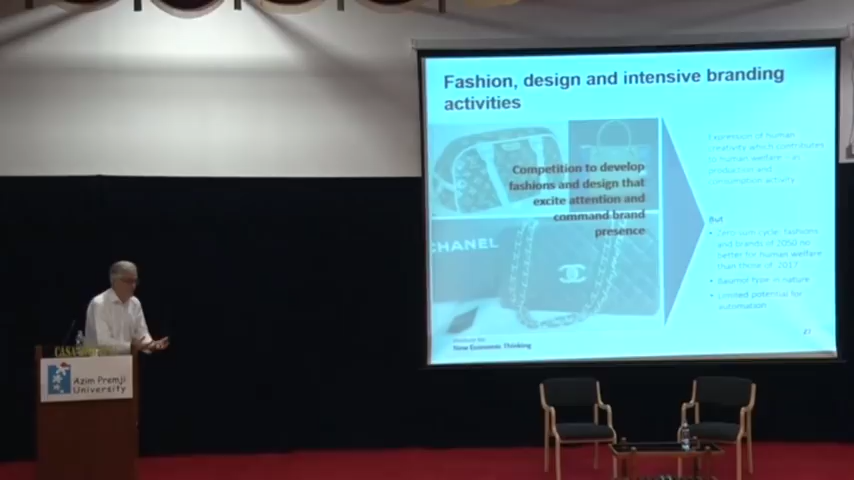 Fashion, design and intensive branding
activities
Competition to develop
fashions and design that
excite attention and
command brand
presence
CHANEL
Expression of human
creativity which contributes
to human welfare – as
production and
consumption activity
But
• Zero sum cycle: fashions
and brands of 2050 no
better for human welfare
than those of 2017
• Baumol type in nature
• Limited potential for
automation
New Economic Thinking
Azim Premji
University